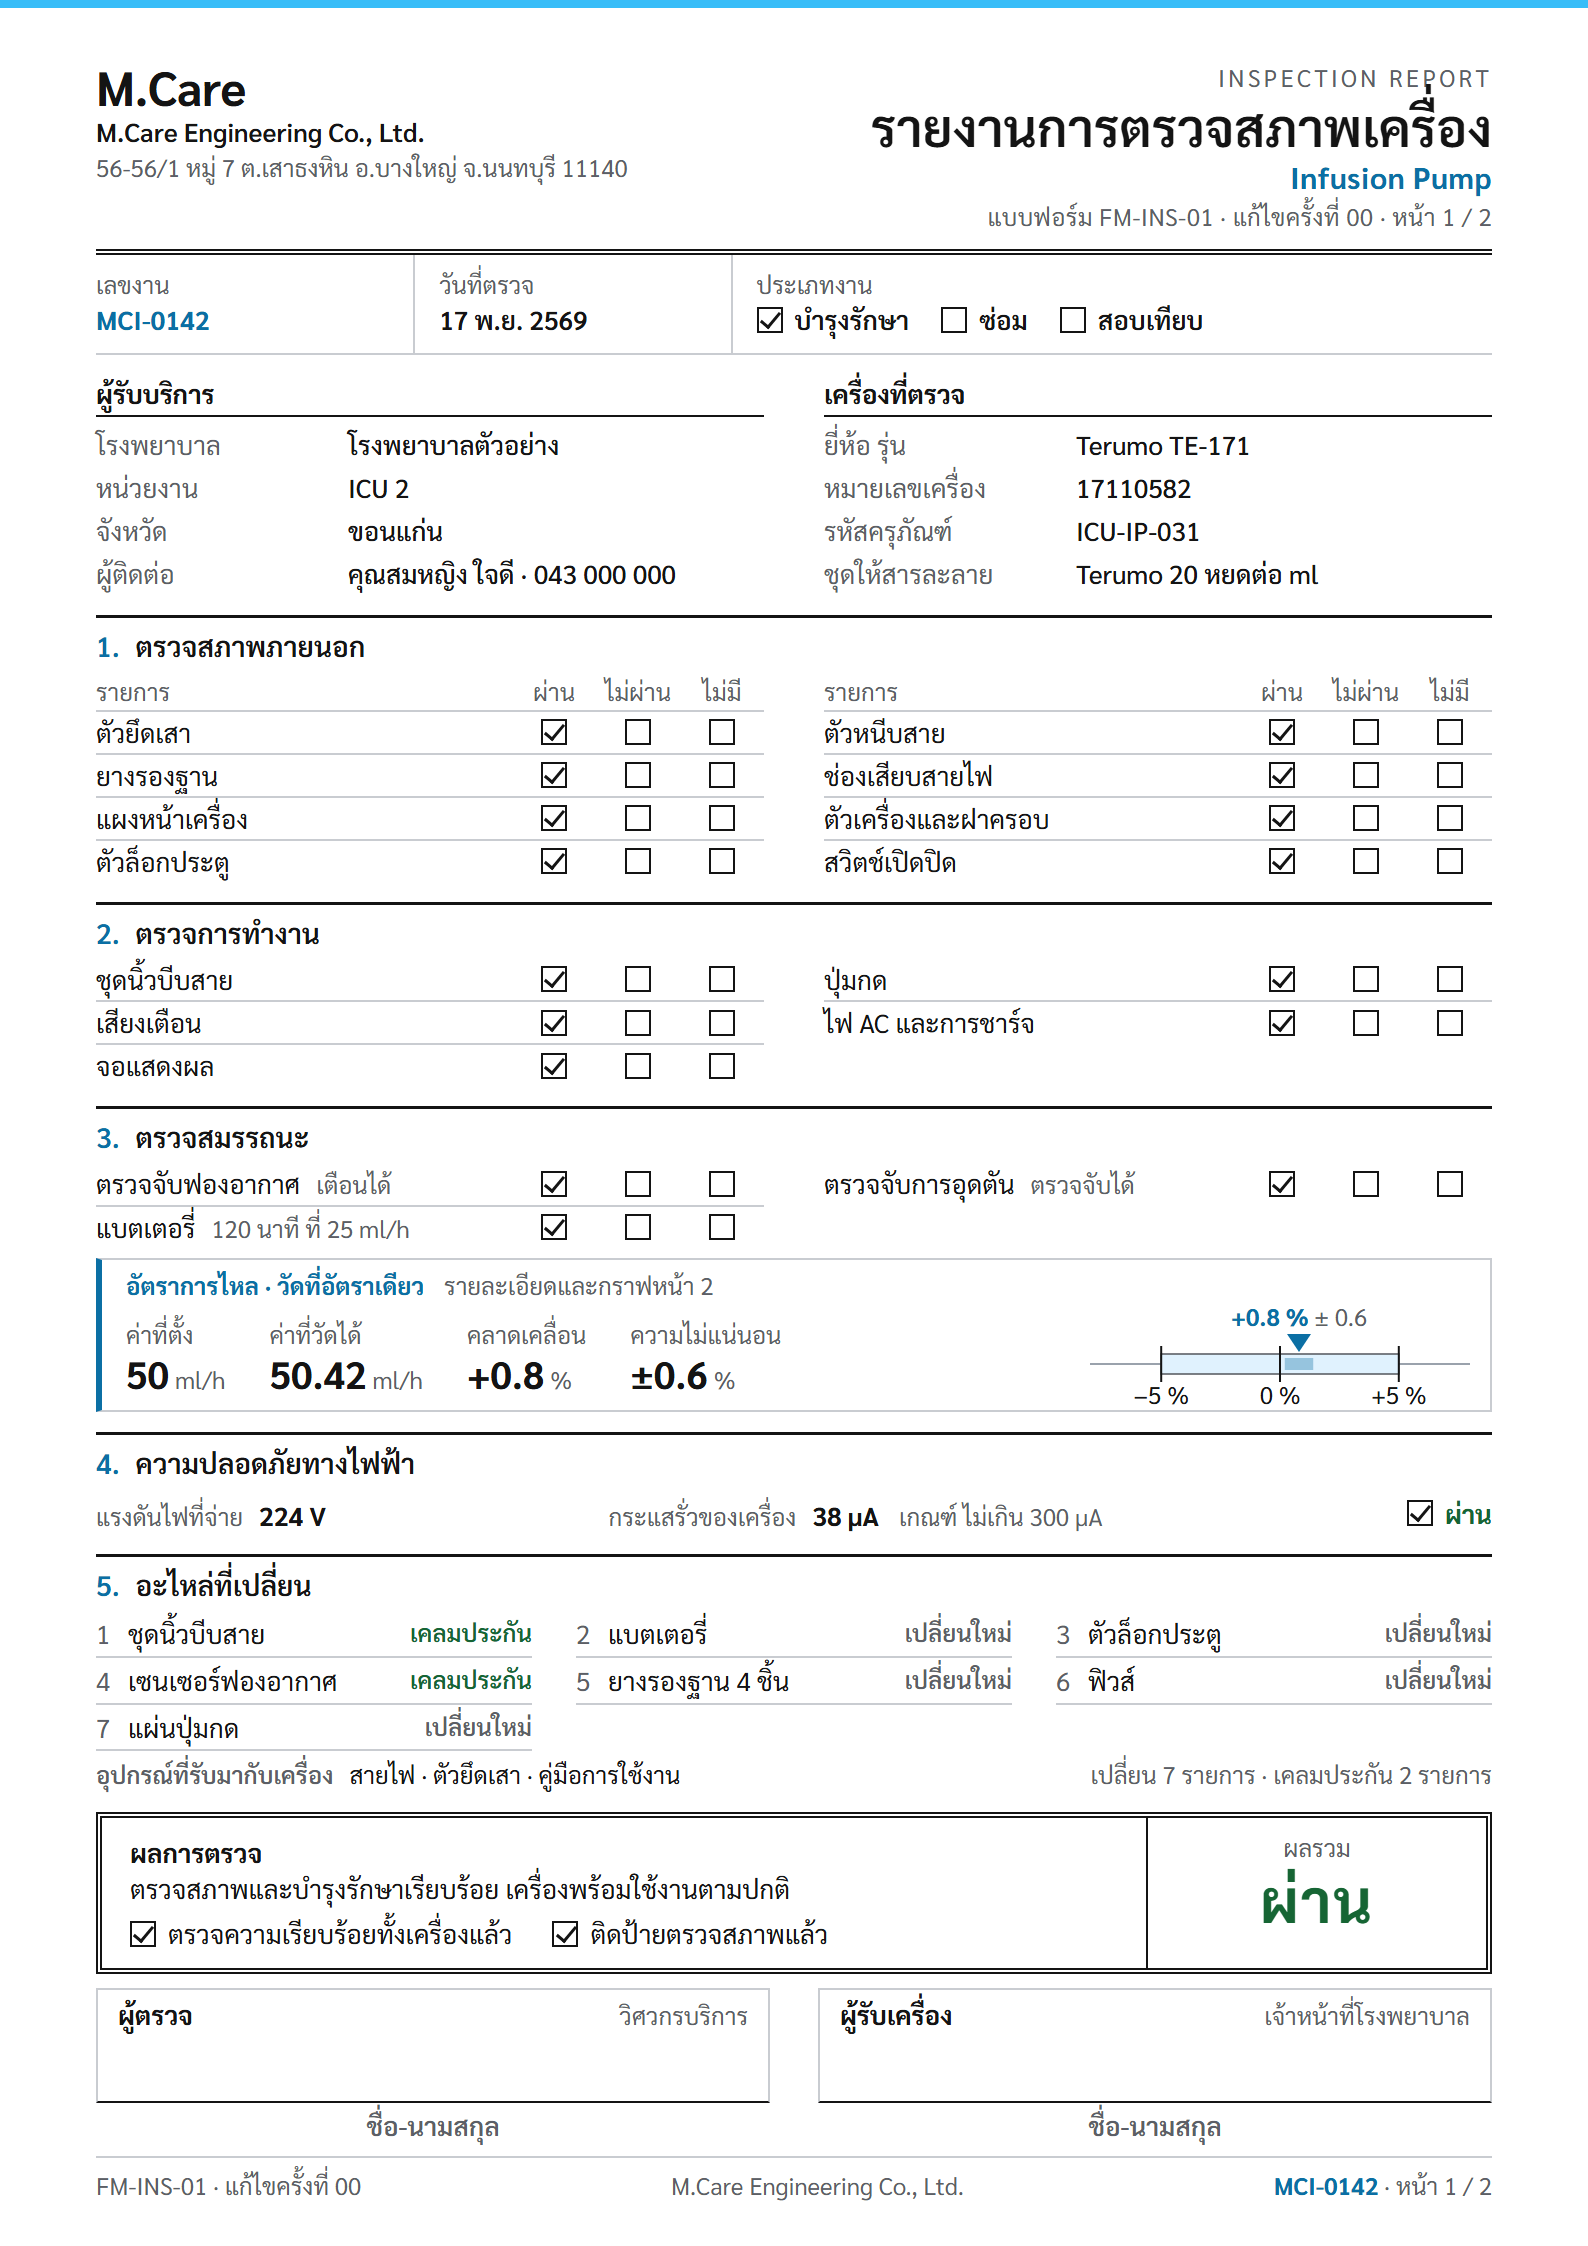 M.Care
M.Care Engineering Co., Ltd.
56-56/1 หมู่ 7 ต.เสาธงหิน อ.บางใหญ่ จ.นนทบุรี 11140
INSPECTION REPORT
รายงานการตรวจสภาพเครื่อง
Infusion Pump
แบบฟอร์ม FM-INS-01 · แก้ไขครั้งที่ 00 · หน้า 1 / 2
เลขงาน
MCI-0142
วันที่ตรวจ
17 พ.ย. 2569
ประเภทงาน
บำรุงรักษา ซ่อม สอบเทียบ
ผู้รับบริการ
โรงพยาบาล โรงพยาบาลตัวอย่าง
หน่วยงาน ICU 2
จังหวัด ขอนแก่น
ผู้ติดต่อ คุณสมหญิง ใจดี · 043 000 000
เครื่องที่ตรวจ
ยี่ห้อ รุ่น Terumo TE-171
หมายเลขเครื่อง 17110582
รหัสครุภัณฑ์ ICU-IP-031
ชุดให้สารละลาย Terumo 20 หยดต่อ ml
1. ตรวจสภาพภายนอก
รายการ ผ่าน ไม่ผ่าน ไม่มี
ตัวยึดเสา
ยางรองฐาน
แผงหน้าเครื่อง
ตัวล็อกประตู
รายการ ผ่าน ไม่ผ่าน ไม่มี
ตัวหนีบสาย
ช่องเสียบสายไฟ
ตัวเครื่องและฝาครอบ
สวิตช์เปิดปิด
2. ตรวจการทำงาน
ชุดนิ้วบีบสาย
เสียงเตือน
จอแสดงผล
ปุ่มกด
ไฟ AC และการชาร์จ
3. ตรวจสมรรถนะ
ตรวจจับฟองอากาศ เตือนได้
แบตเตอรี่ 120 นาที ที่ 25 ml/h
ตรวจจับการอุดตัน ตรวจจับได้
อัตราการไหล · วัดที่อัตราเดียว รายละเอียดและกราฟหน้า 2
ค่าที่ตั้ง ค่าที่วัดได้ คลาดเคลื่อน ความไม่แน่นอน
50 ml/h 50.42 ml/h +0.8 % ±0.6 %
+0.8 % ± 0.6
−5 % 0 % +5 %
4. ความปลอดภัยทางไฟฟ้า
แรงดันไฟที่จ่าย 224 V กระแสรั่วของเครื่อง 38 µA เกณฑ์ ไม่เกิน 300 µA ผ่าน
5. อะไหล่ที่เปลี่ยน
1 ชุดนิ้วบีบสาย เคลมประกัน 2 แบตเตอรี่ เปลี่ยนใหม่ 3 ตัวล็อกประตู เปลี่ยนใหม่
4 เซนเซอร์ฟองอากาศ เคลมประกัน 5 ยางรองฐาน 4 ชิ้น เปลี่ยนใหม่ 6 ฟิวส์ เปลี่ยนใหม่
7 แผ่นปุ่มกด เปลี่ยนใหม่
อุปกรณ์ที่รับมากับเครื่อง สายไฟ · ตัวยึดเสา · คู่มือการใช้งาน เปลี่ยน 7 รายการ · เคลมประกัน 2 รายการ
ผลการตรวจ
ตรวจสภาพและบำรุงรักษาเรียบร้อย เครื่องพร้อมใช้งานตามปกติ
ตรวจความเรียบร้อยทั้งเครื่องแล้ว ติดป้ายตรวจสภาพแล้ว
ผลรวม
ผ่าน
ผู้ตรวจ วิศวกรบริการ
ชื่อ-นามสกุล
ผู้รับเครื่อง เจ้าหน้าที่โรงพยาบาล
ชื่อ-นามสกุล
FM-INS-01 · แก้ไขครั้งที่ 00 M.Care Engineering Co., Ltd. MCI-0142 · หน้า 1 / 2